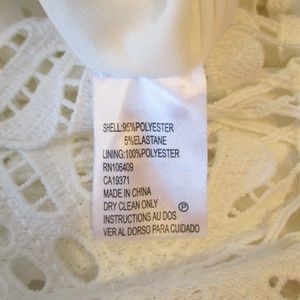 SHELL:95%POLYESTER
5%ELASTANE
LINING:100%POLYESTER
RN106409
CA19371
MADE IN CHINA
DRY CLEAN ONLY
INSTRUCTIONS AU DOS
VER AL DORSO PARA CUIDADO
P